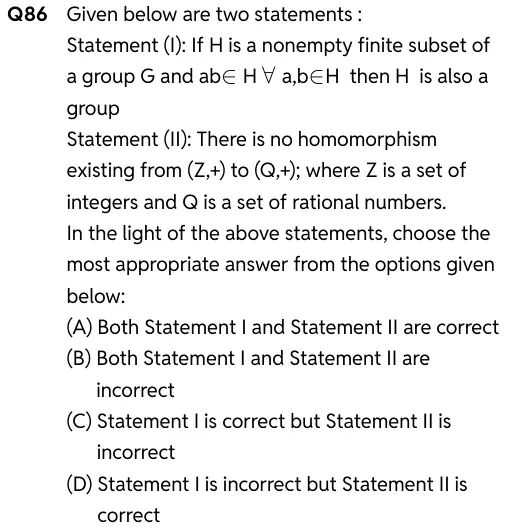 Q86 Given below are two statements :
Statement (I): If H is a nonempty finite subset of
a group G and ab∈ H ∀ a,b∈H then H is also a
group
Statement (II): There is no homomorphism
existing from (Z,+) to (Q,+); where Z is a set of
integers and Q is a set of rational numbers.
In the light of the above statements, choose the
most appropriate answer from the options given
below:
(A) Both Statement I and Statement II are correct
(B) Both Statement I and Statement II are
incorrect
(C) Statement I is correct but Statement II is
incorrect
(D) Statement I is incorrect but Statement II is
correct